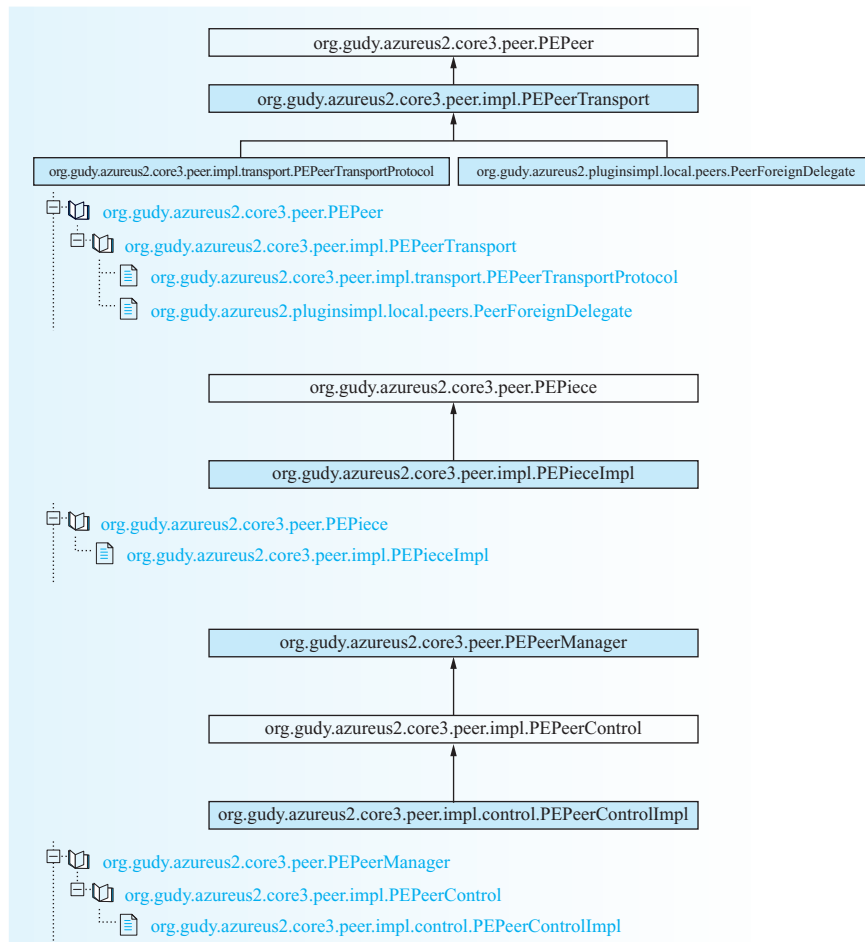 org.gudy.azureus2.core3.peer.PEPeer
org.gudy.azureus2.core3.peer.impl.PEPeerTransport
org.gudy.azureus2.core3.peer.impl.transport.PEPeerTransportProtocol
org.gudy.azureus2.pluginsimpl.local.peers.PeerForeignDelegate
org.gudy.azureus2.core3.peer.PEPeer
org.gudy.azureus2.core3.peer.impl.PEPeerTransport
org.gudy.azureus2.core3.peer.impl.transport.PEPeerTransportProtocol
org.gudy.azureus2.pluginsimpl.local.peers.PeerForeignDelegate
org.gudy.azureus2.core3.peer.PEPiece
org.gudy.azureus2.core3.peer.impl.PEPieceImpl
org.gudy.azureus2.core3.peer.PEPiece
org.gudy.azureus2.core3.peer.impl.PEPieceImpl
org.gudy.azureus2.core3.peer.PEPeerManager
org.gudy.azureus2.core3.peer.impl.PEPeerControl
org.gudy.azureus2.core3.peer.impl.control.PEPeerControlImpl
org.gudy.azureus2.core3.peer.PEPeerManager
org.gudy.azureus2.core3.peer.impl.PEPeerControl
org.gudy.azureus2.core3.peer.impl.control.PEPeerControlImpl